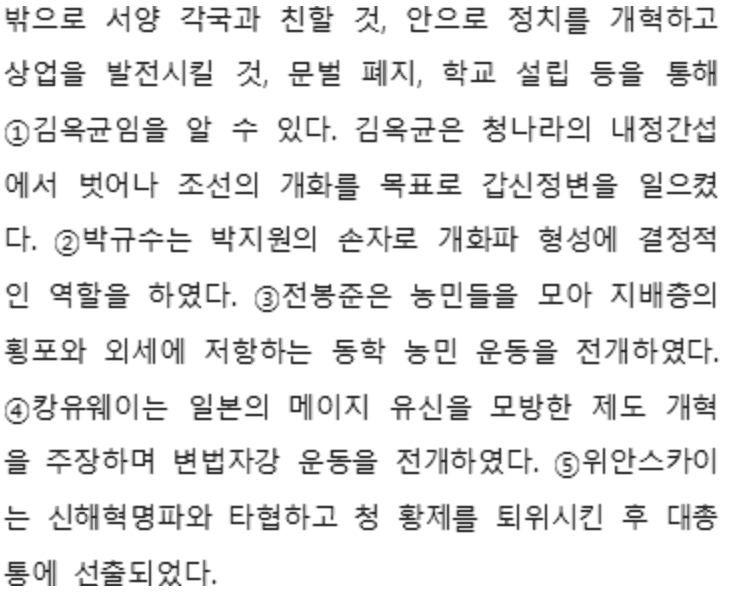 밖으로 서양 각국과 친할 것, 안으로 정치를 개혁하고
상업을 발전시킬 것, 문벌 폐지, 학교 설립 등을 통해
①김옥균임을 알 수 있다. 김옥균은 청나라의 내정간섭
에서 벗어나 조선의 개화를 목표로 갑신정변을 일으켰
다. ②박규수는 박지원의 손자로 개화파 형성에 결정적
인 역할을 하였다. ③전봉준은 농민들을 모아 지배층의
횡포와 외세에 저항하는 동학 농민 운동을 전개하였다.
④캉유웨이는 일본의 메이지 유신을 모방한 제도 개혁
을 주장하며 변법자강 운동을 전개하였다. ⑤위안스카이
는 신해혁명파와 타협하고 청 황제를 퇴위시킨 후 대총
통에 선출되었다.